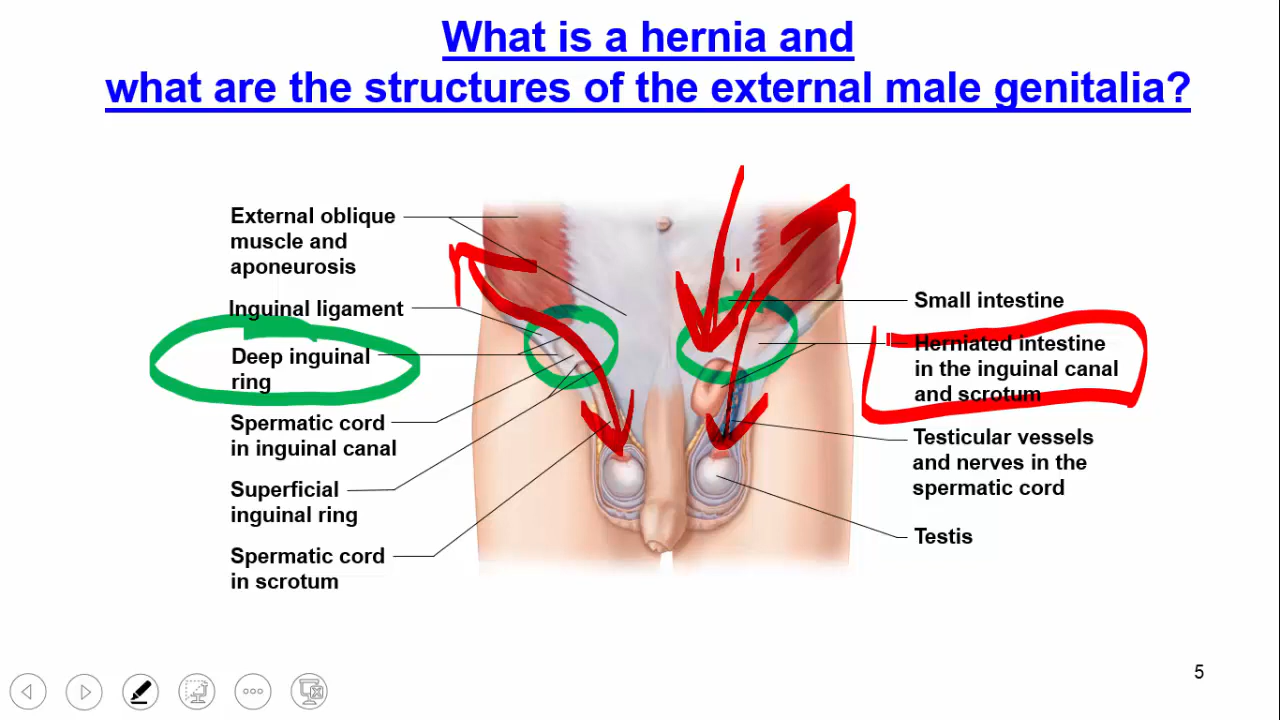 What is a hernia and
what are the structures of the external male genitalia?
External oblique
muscle and
aponeurosis
Inguinal ligament
Deep inguinal
ring
Spermatic cord
in inguinal canal
Superficial
inguinal ring
Spermatic cord
in scrotum
Small intestine
Herniated intestine
in the inguinal canal
and scrotum
Testicular vessels
and nerves in the
spermatic cord
Testis
5